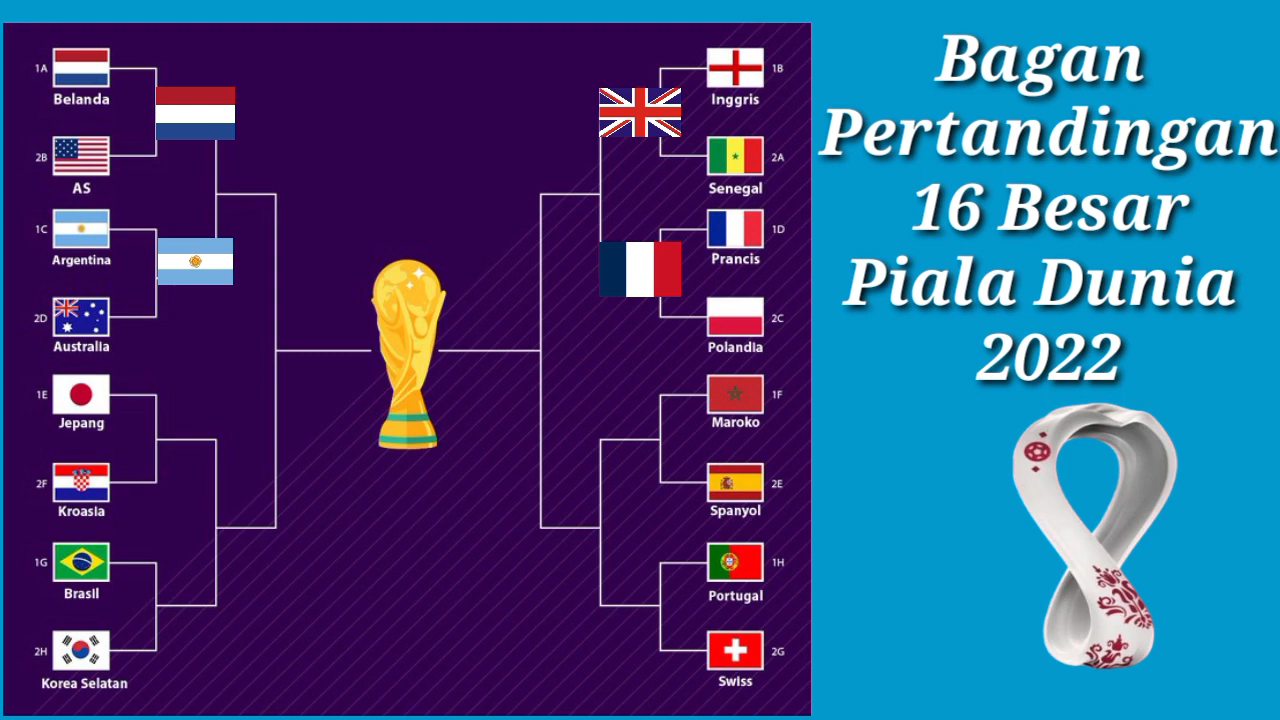 1A
Belanda
2B
AS
1C
Argentina
2D
Australia
1E
Jepang
2F
Kroasia
1G
Brasil
2H
Korea Selatan
Inggris
1B
Senegal
2A
Prancis
1D
Polandia
2C
Maroko
1F
Spanyol
2E
Portugal
1H
Swiss
2G
Bagan
Pertandingan
16 Besar
Piala Dunia
2022